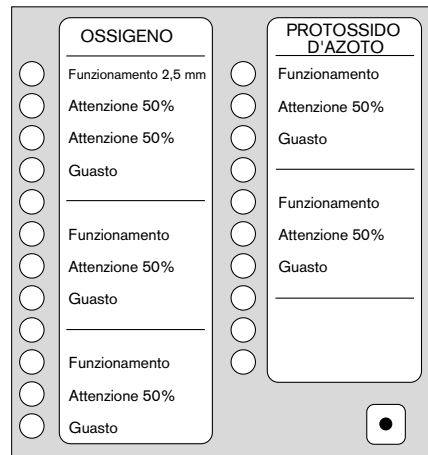 OSSIGENO
Funzionamento 2,5 mm
Attenzione 50%
Attenzione 50%
Guasto
Funzionamento
Attenzione 50%
Guasto
Funzionamento
Attenzione 50%
Guasto
PROTOSSIDO
D'AZOTO
Funzionamento
Attenzione 50%
Guasto
Funzionamento
Attenzione 50%
Guasto